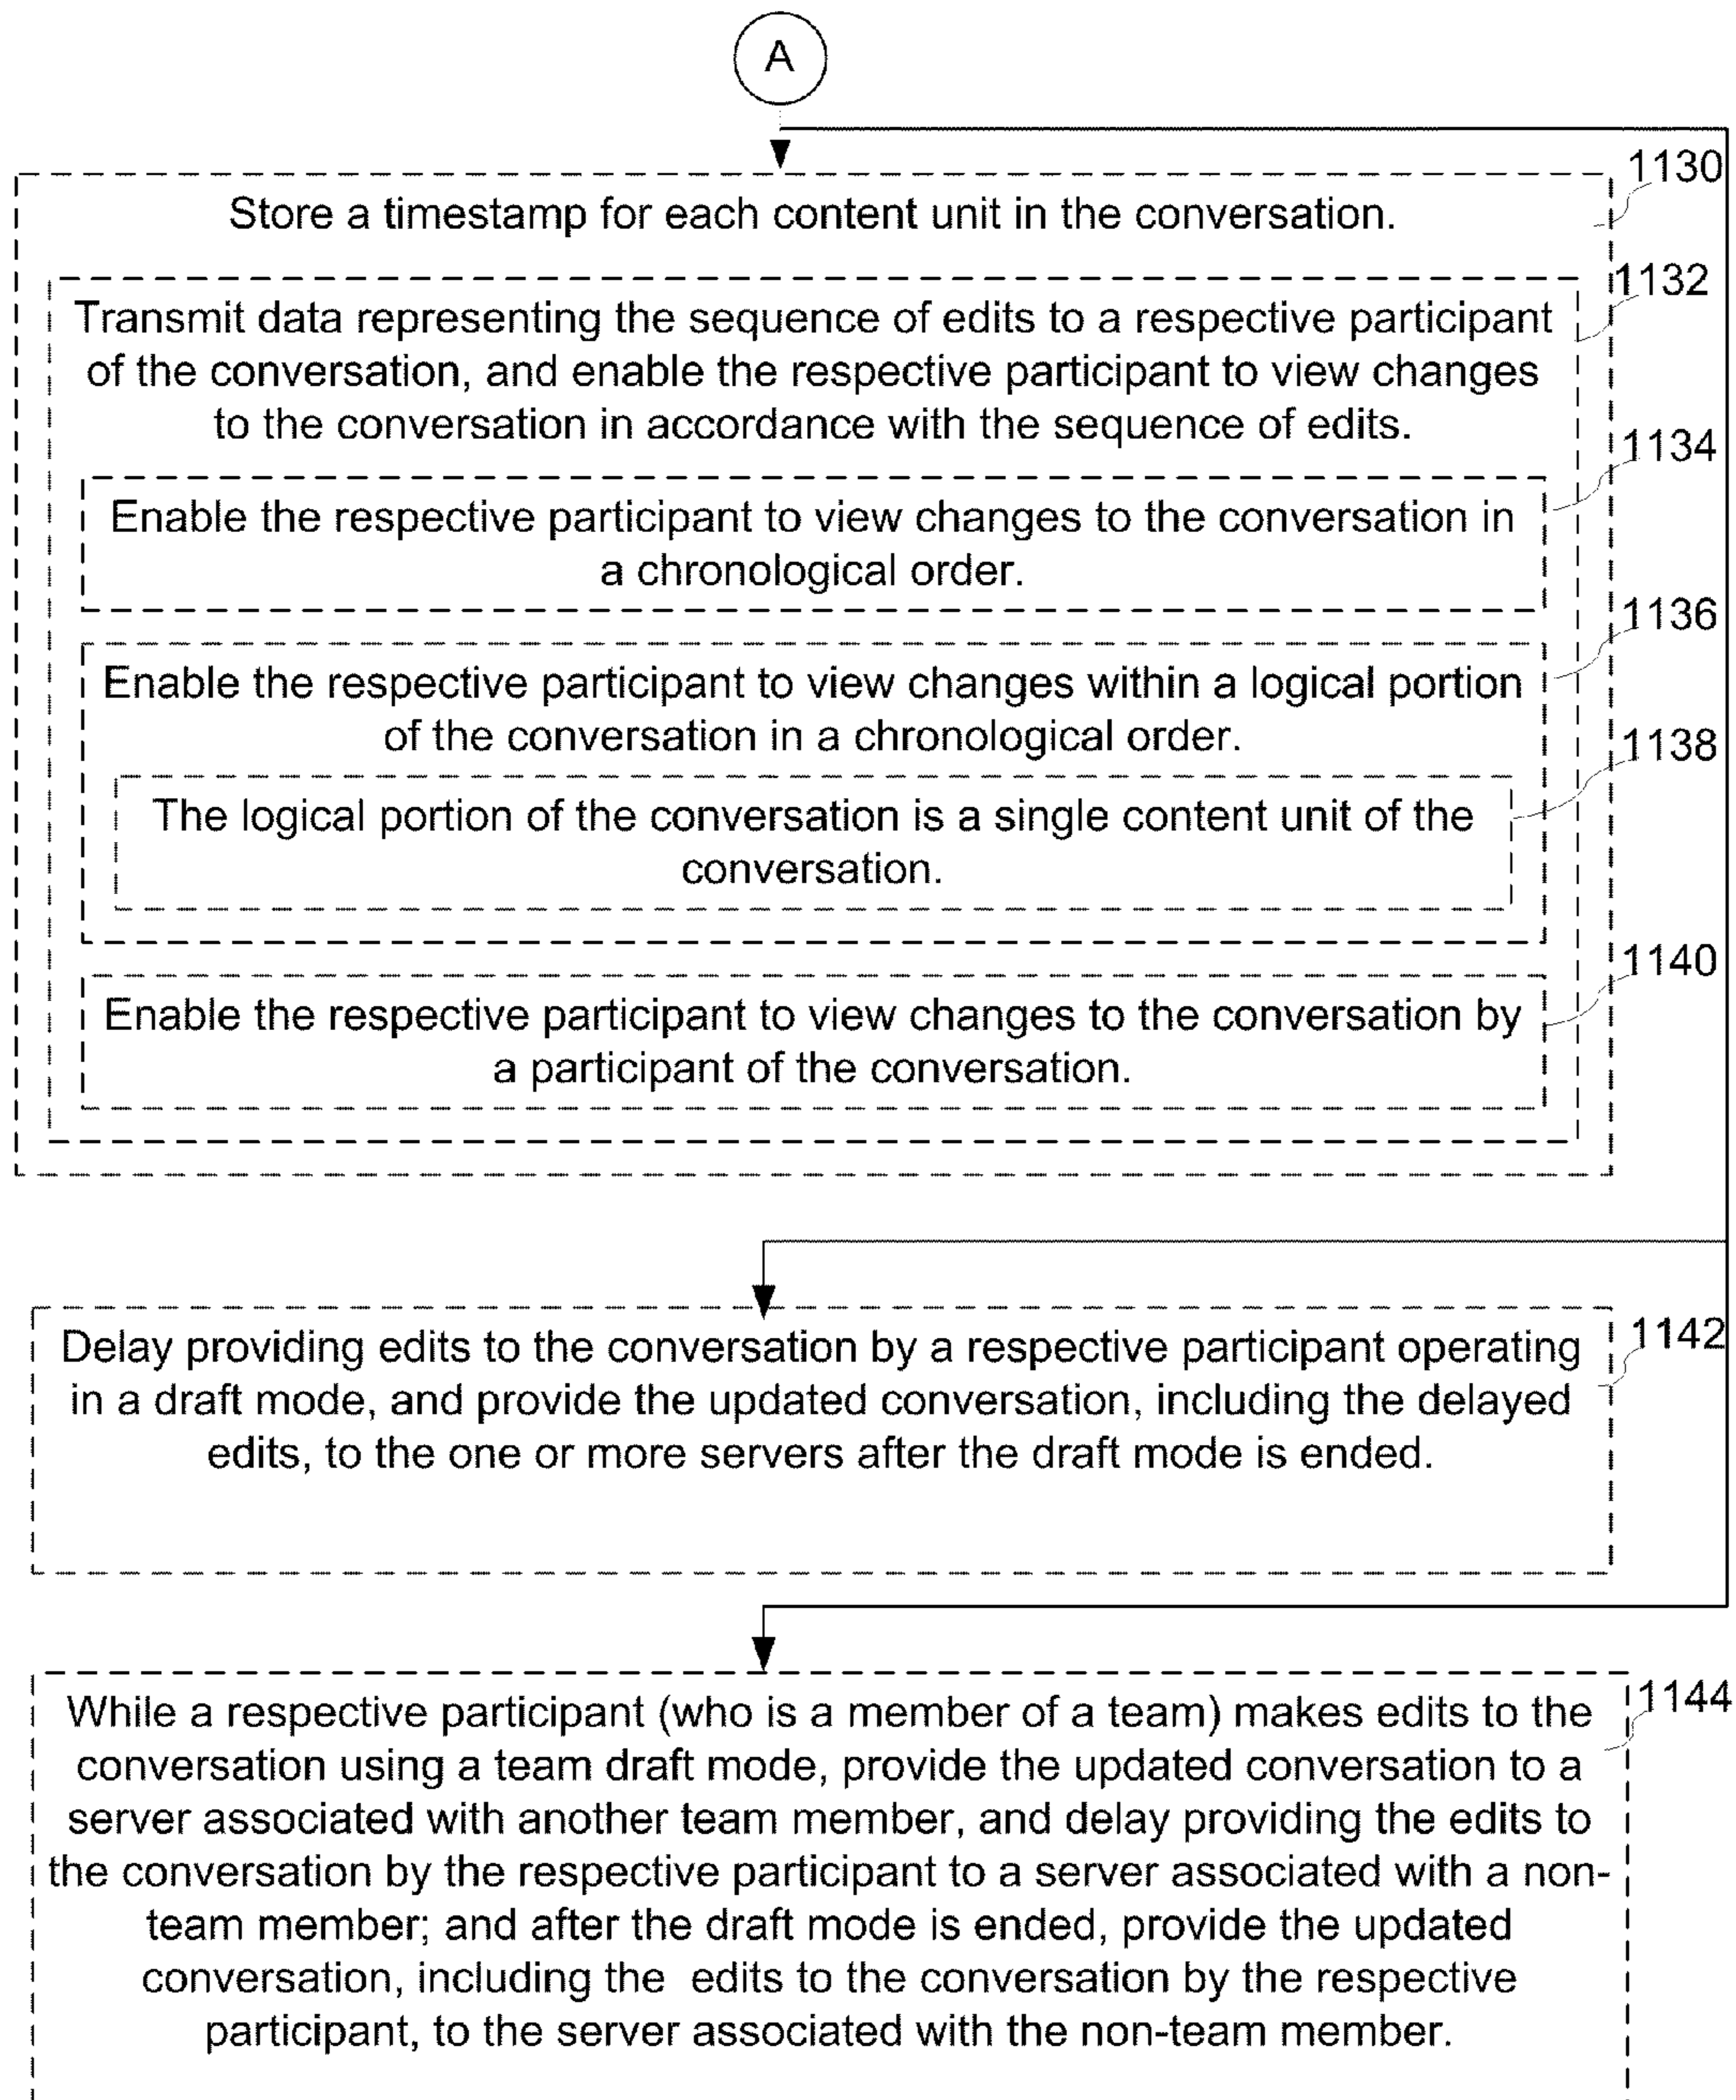 A
1130
Store a timestamp for each content unit in the conversation.
1132
Transmit data representing the sequence of edits to a respective participant
of the conversation, and enable the respective participant to view changes
to the conversation in accordance with the sequence of edits.
1134
Enable the respective participant to view changes to the conversation in
a chronological order.
1136
Enable the respective participant to view changes within a logical portion
of the conversation in a chronological order.
1138
The logical portion of the conversation is a single content unit of the
conversation.
1140
Enable the respective participant to view changes to the conversation by
a participant of the conversation.
1142
Delay providing edits to the conversation by a respective participant operating
in a draft mode, and provide the updated conversation, including the delayed
edits, to the one or more servers after the draft mode is ended.
1144
While a respective participant (who is a member of a team) makes edits to the
conversation using a team draft mode, provide the updated conversation to a
server associated with another team member, and delay providing the edits to
the conversation by the respective participant to a server associated with a non-
team member; and after the draft mode is ended, provide the updated
conversation, including the edits to the conversation by the respective
participant, to the server associated with the non-team member.